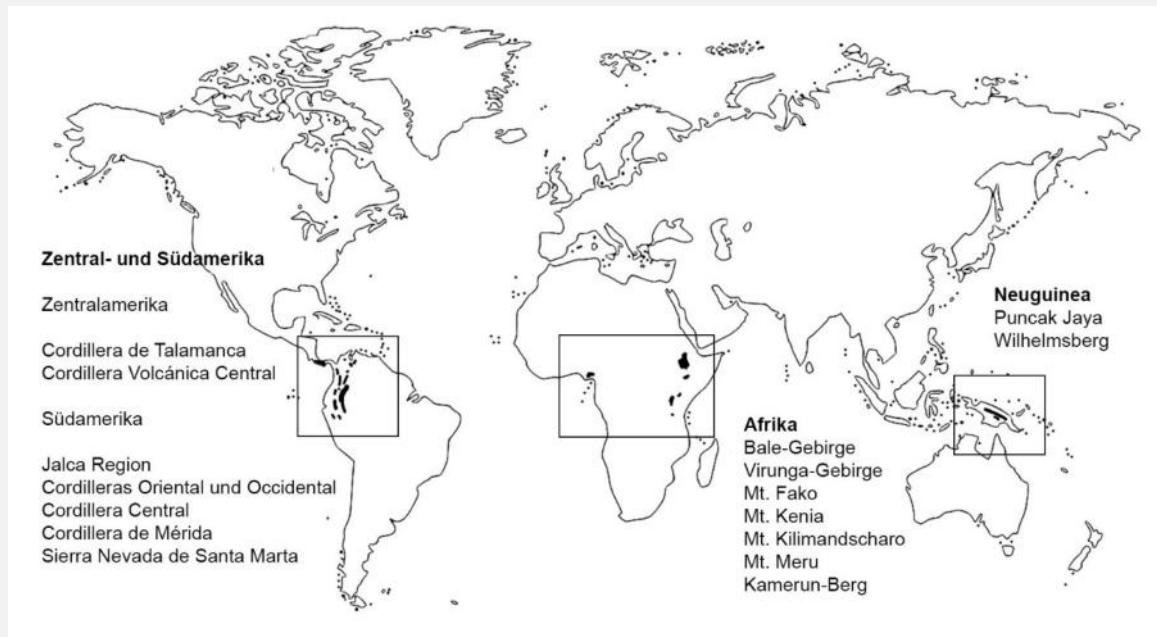 Zentral- und Südamerika
Zentralamerika
Cordillera de Talamanca
Cordillera Volcánica Central
Südamerika
Jalca Region
Cordilleras Oriental und Occidental
Cordillera Central
Cordillera de Mérida
Sierra Nevada de Santa Marta
Afrika
Bale-Gebirge
Virunga-Gebirge
Mt. Fako
Mt. Kenia
Mt. Kilimandscharo
Mt. Meru
Kamerun-Berg
Neuguinea
Puncak Jaya
Wilhelmsberg